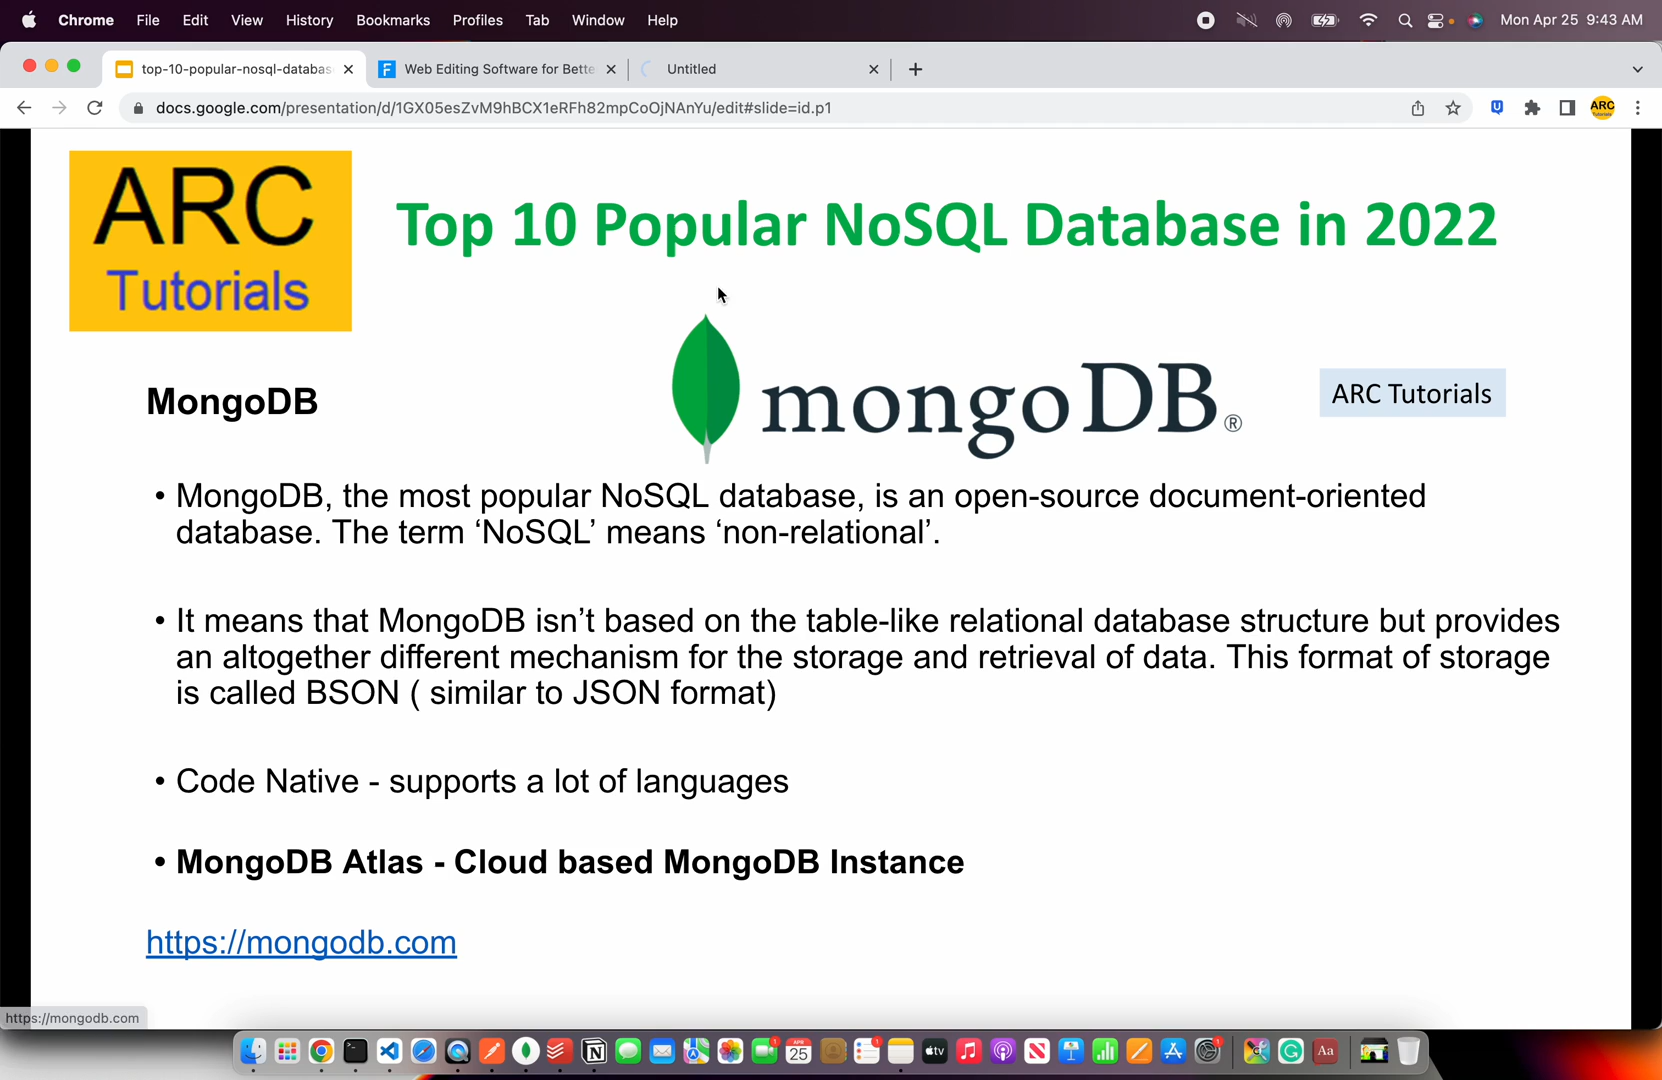 Chrome File Edit View History Bookmarks Profiles Tab Window Help Mon Apr 25 9:43 AM
top-10-popular-nosql-databas Web Editing Software for Bette Untitled
docs.google.com/presentation/d/1GX05esZvM9hBCX1eRFh82mpCoOjNAnYu/edit#slide=id.p1 ARC
ARC
Tutorials
Top 10 Popular NoSQL Database in 2022
mongoDB®
MongoDB
ARC Tutorials
• MongoDB, the most popular NoSQL database, is an open-source document-oriented
database. The term ‘NoSQL’ means ‘non-relational’.
• It means that MongoDB isn’t based on the table-like relational database structure but provides
an altogether different mechanism for the storage and retrieval of data. This format of storage
is called BSON ( similar to JSON format)
• Code Native - supports a lot of languages
• MongoDB Atlas - Cloud based MongoDB Instance
https://mongodb.com
https://mongodb.com
APR
25
tv
Aa